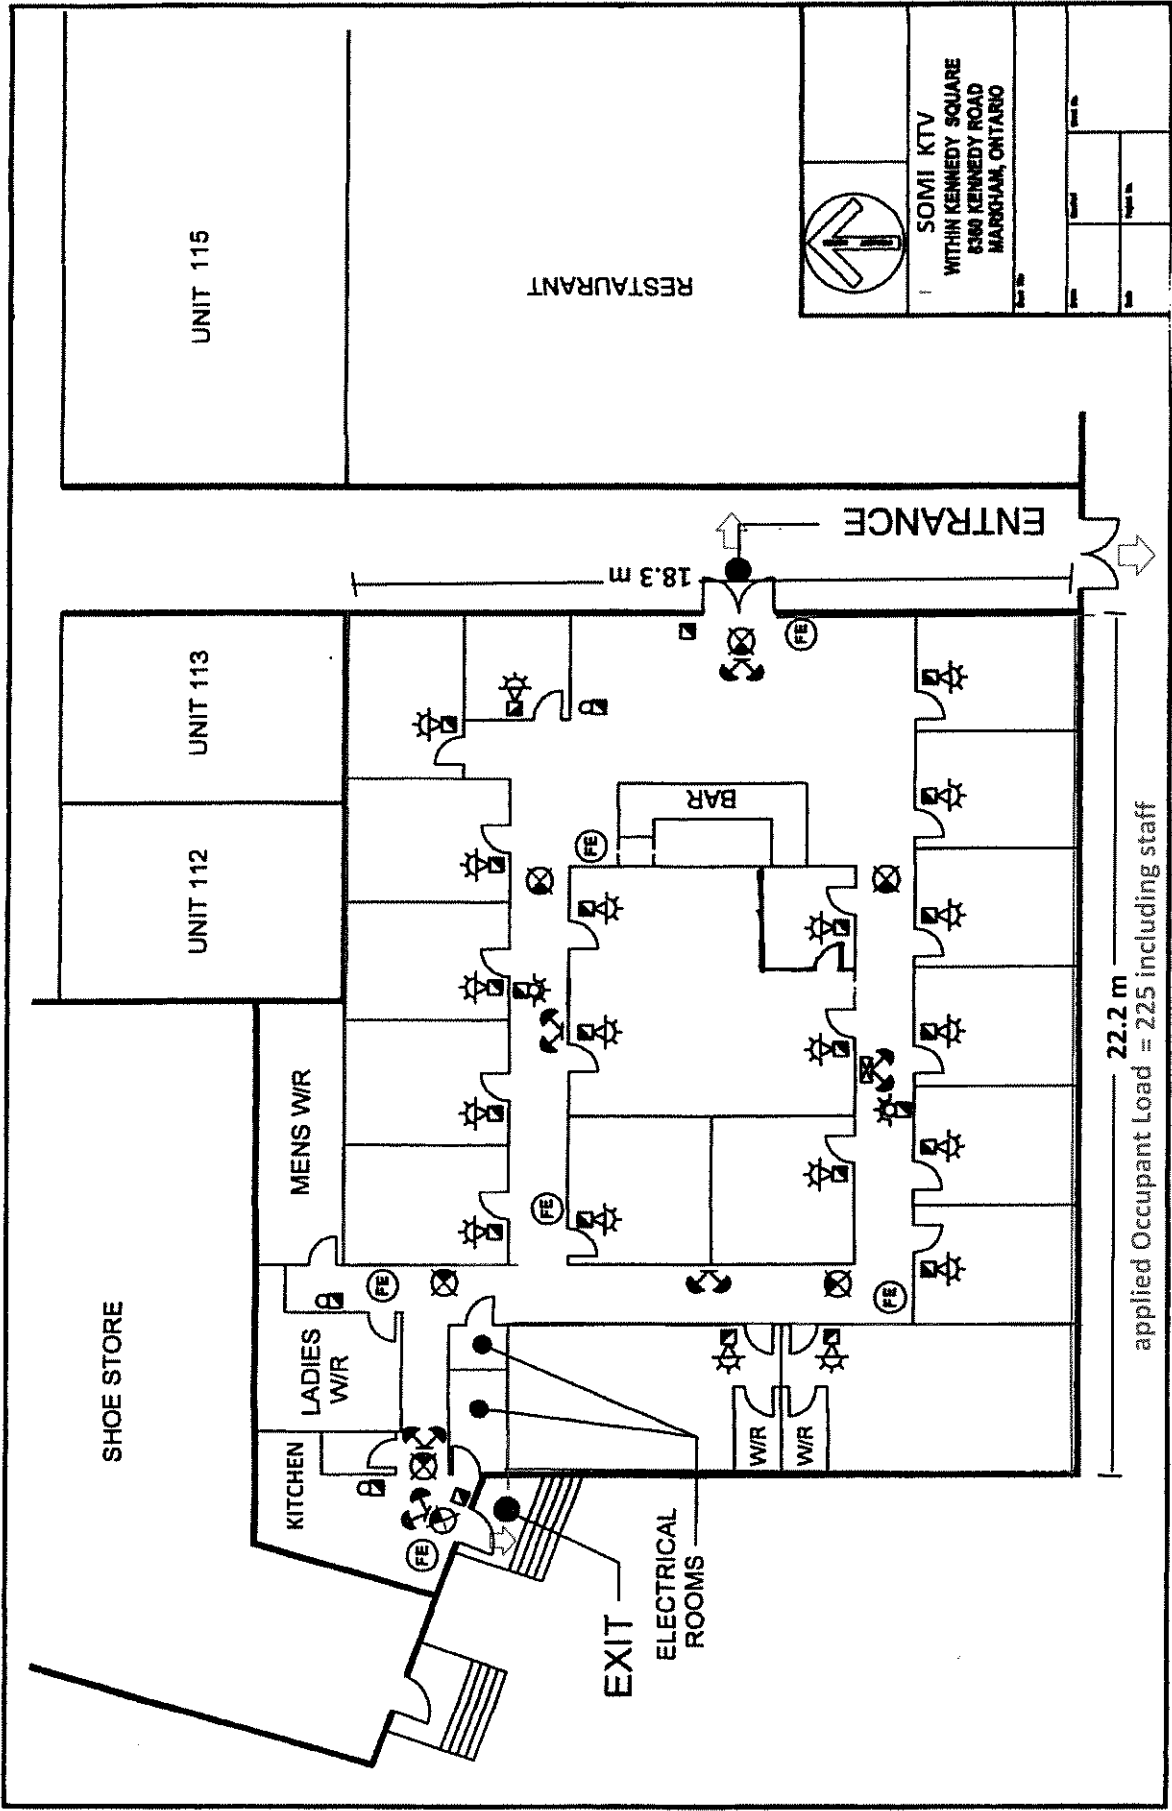 SHOE STORE
UNIT 112
UNIT 113
UNIT 115
RESTAURANT
MENS W/R
LADIES
W/R
KITCHEN
EXIT
ELECTRICAL
ROOMS
W/R
W/R
BAR
FE
FE
FE
FE
FE
FE
18.3 m
ENTRANCE
22.2 m
applied Occupant Load = 225 including staff
SOMI KTV
WITHIN KENNEDY SQUARE
8360 KENNEDY ROAD
MARKHAM, ONTARIO